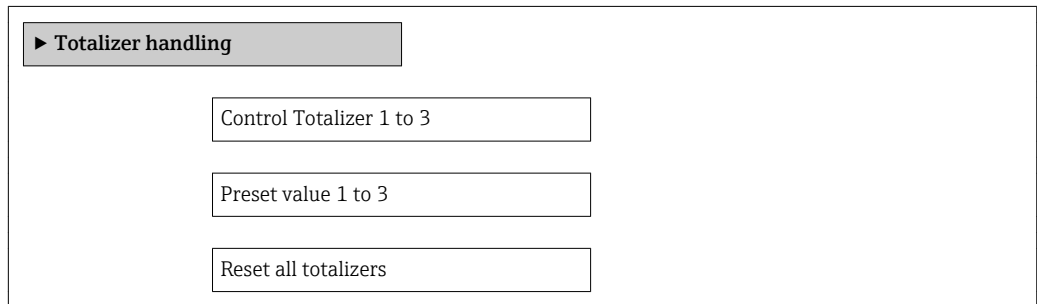 ▶ Totalizer handling
Control Totalizer 1 to 3
Preset value 1 to 3
Reset all totalizers